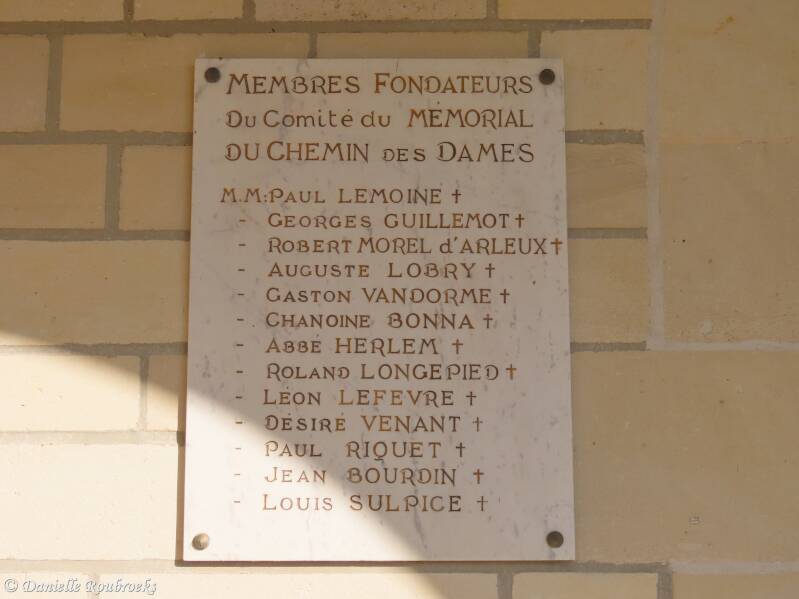 MEMBRES FONDATEURS
DU Comité du MÉMORIAL
DU CHEMIN DES DAMES
M.M: PAUL LEMOINE †
- GEORGES GUILLEMOT †
- ROBERT MOREL d'ARLEUX †
- AUGUSTE LOBRY †
- GASTON VANDORME †
- CHANOINE BONNA †
- ABBÉ HERLEM †
- ROLAND LONGEPIED †
- LÉON LEFEVRE †
- DÉSIRÉ VENANT †
- PAUL RIQUET †
- JEAN BOURDIN †
- LOUIS SULPICE †
© Danielle Roubroeks